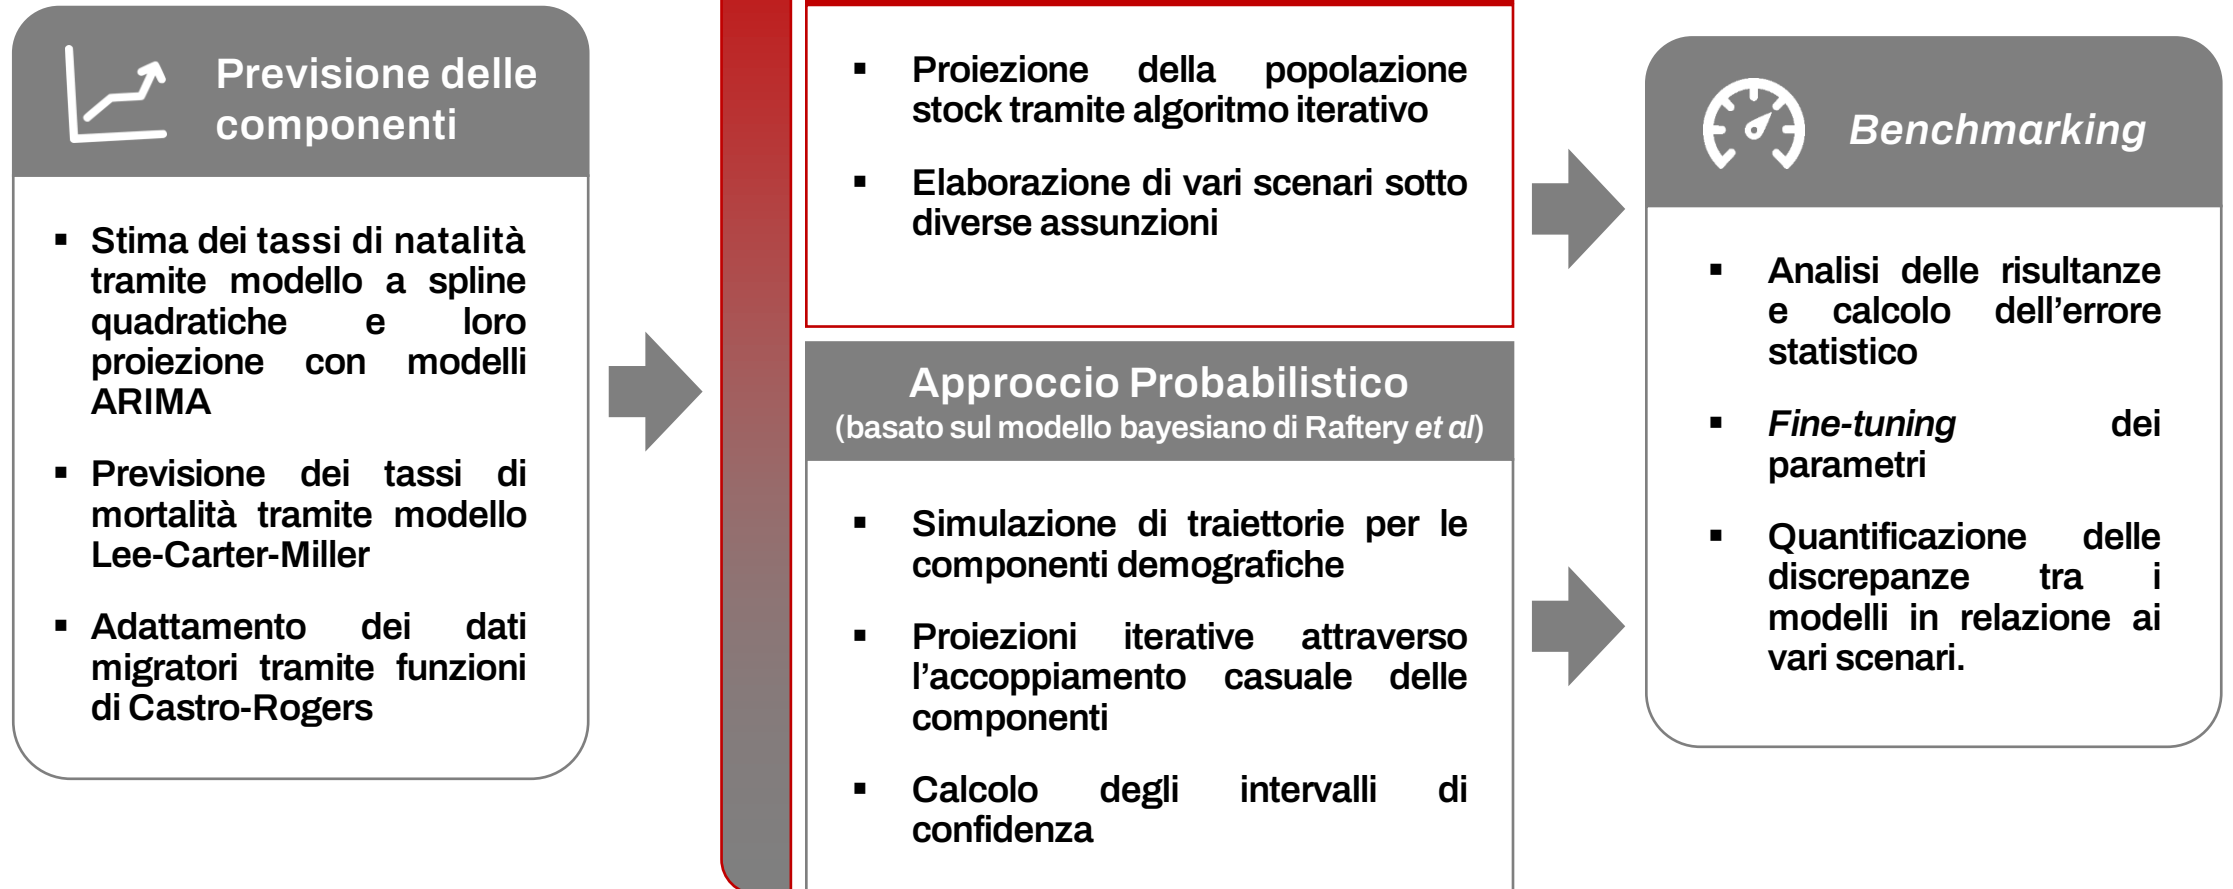 Previsione delle
componenti
▪ Stima dei tassi di natalità
tramite modello a spline
quadratiche e loro
proiezione con modelli
ARIMA
▪ Previsione dei tassi di
mortalità tramite modello
Lee-Carter-Miller
▪ Adattamento dei dati
migratori tramite funzioni
di Castro-Rogers
▪ Proiezione della popolazione
stock tramite algoritmo iterativo
▪ Elaborazione di vari scenari sotto
diverse assunzioni
Approccio Probabilistico
(basato sul modello bayesiano di Raftery et al)
▪ Simulazione di traiettorie per le
componenti demografiche
▪ Proiezioni iterative attraverso
l’accoppiamento casuale delle
componenti
▪ Calcolo degli intervalli di
confidenza
Benchmarking
▪ Analisi delle risultanze
e calcolo dell’errore
statistico
▪ Fine-tuning dei
parametri
▪ Quantificazione delle
discrepanze tra i
modelli in relazione ai
vari scenari.